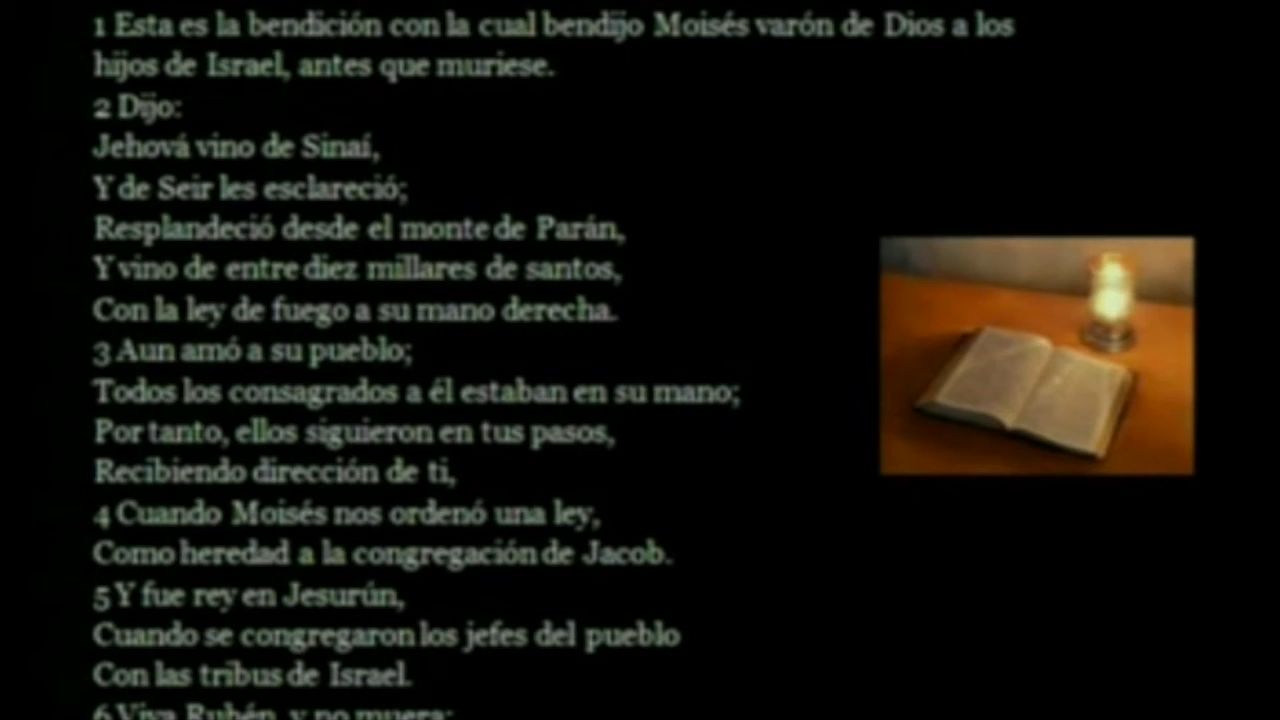 1 Esta es la bendición con la cual bendijo Moisés varón de Dios a los
hijos de Israel, antes que muriese.
2 Dijo:
Jehová vino de Sinaí,
Y de Seir les esclareció;
Resplandeció desde el monte de Parán,
Y vino de entre diez millares de santos,
Con la ley de fuego a su mano derecha.
3 Aun amó a su pueblo;
Todos los consagrados a él estaban en su mano;
Por tanto, ellos siguieron en tus pasos,
Recibiendo dirección de ti,
4 Cuando Moisés nos ordenó una ley,
Como heredad a la congregación de Jacob.
5 Y fue rey en Jesurún,
Cuando se congregaron los jefes del pueblo
Con las tribus de Israel.
6 Viva Rubén, y no muera;